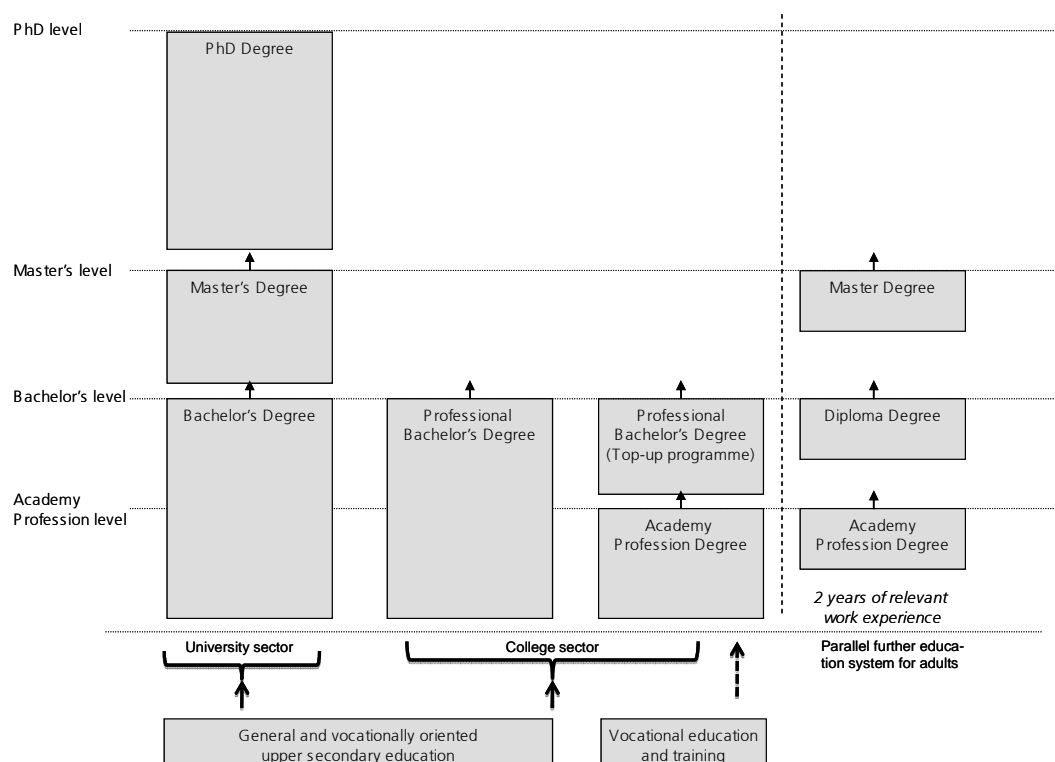 PhD level
PhD Degree
Master's level
Master's Degree
Master Degree
Bachelor's level
Bachelor's Degree
Professional
Bachelor's Degree
Professional
Bachelor's Degree
(Top-up programme)
Diploma Degree
Academy
Profession level
Academy
Profession Degree
Academy
Profession Degree
2 years of relevant
work experience
University sector
College sector
Parallel further educa-
tion system for adults
General and vocationally oriented
upper secondary education
Vocational education
and training